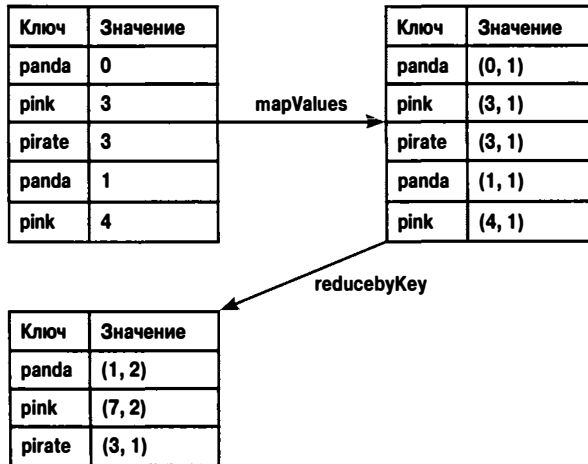 Ключ Значение
panda 0
pink 3
pirate 3
panda 1
pink 4
mapValues
Ключ Значение
panda (0, 1)
pink (3, 1)
pirate (3, 1)
panda (1, 1)
pink (4, 1)
reducebyKey
Ключ Значение
panda (1, 2)
pink (7, 2)
pirate (3, 1)